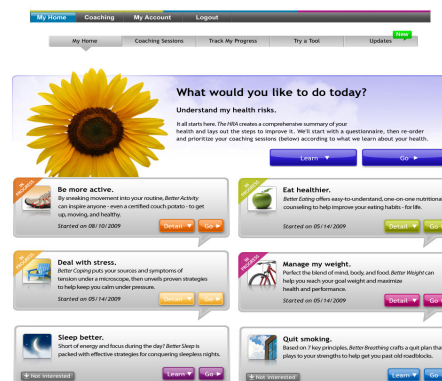 My Home Coaching My Account Logout
My Home Coaching Sessions Track My Progress Try a Tool Updates New
What would you like to do today?
Understand my health risks.
It all starts here. The HRA creates a comprehensive summary of your
health and lays out the steps to improve it. We'll start with a questionnaire, then re-order
and prioritize your coaching sessions (below) according to what we learn about your health.
Learn ▼ Go ►
IN PROGRESS
Be more active.
By sneaking movement into your routine, Better Activity
can inspire anyone - even a certified couch potato - to get
up, moving, and healthy.
Started on 08/10/2009 Detail ▼ Go ►
IN PROGRESS
Eat healthier.
Better Eating offers easy-to-understand, one-on-one nutritional
counseling to help improve your eating habits - for life.
Started on 05/14/2009 Detail ▼ Go
IN PROGRESS
Deal with stress.
Better Coping puts your sources and symptoms of
tension under a microscope, then unveils proven strategies
to help keep you calm under pressure.
Started on 05/14/2009 Detail ▼ Go ►
IN PROGRESS
Manage my weight.
Perfect the blend of mind, body, and food. Better Weight can
help you reach your goal weight and maximize
health and performance.
Started on 05/14/2009 Detail ▼ Go
Sleep better.
Short of energy and focus during the day? Better Sleep is
packed with effective strategies for conquering sleepless nights.
Not interested Learn ▼ Go ►
Quit smoking.
Based on 7 key principles, Better Breathing crafts a quit plan that
plays to your strengths to help get you past old roadblocks.
Not interested Learn ▼ Go